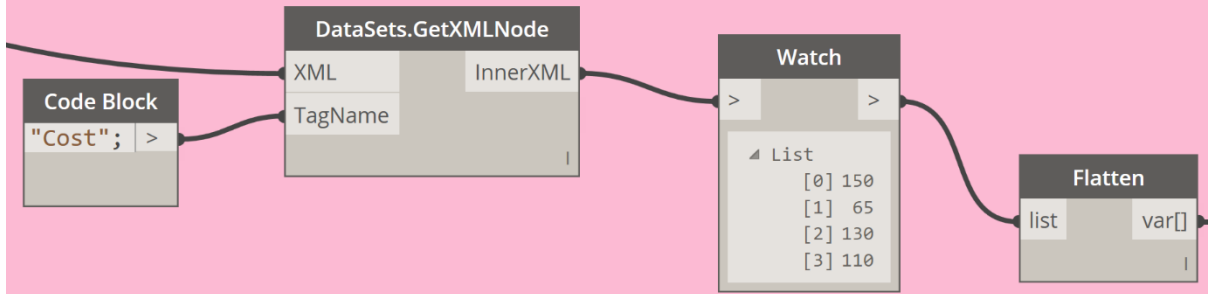 Code Block
"Cost"; >
DataSets.GetXMLNode
XML InnerXML
TagName
l
Watch
> >
List
[0] 150
[1] 65
[2] 130
[3] 110
Flatten
list var[]
l